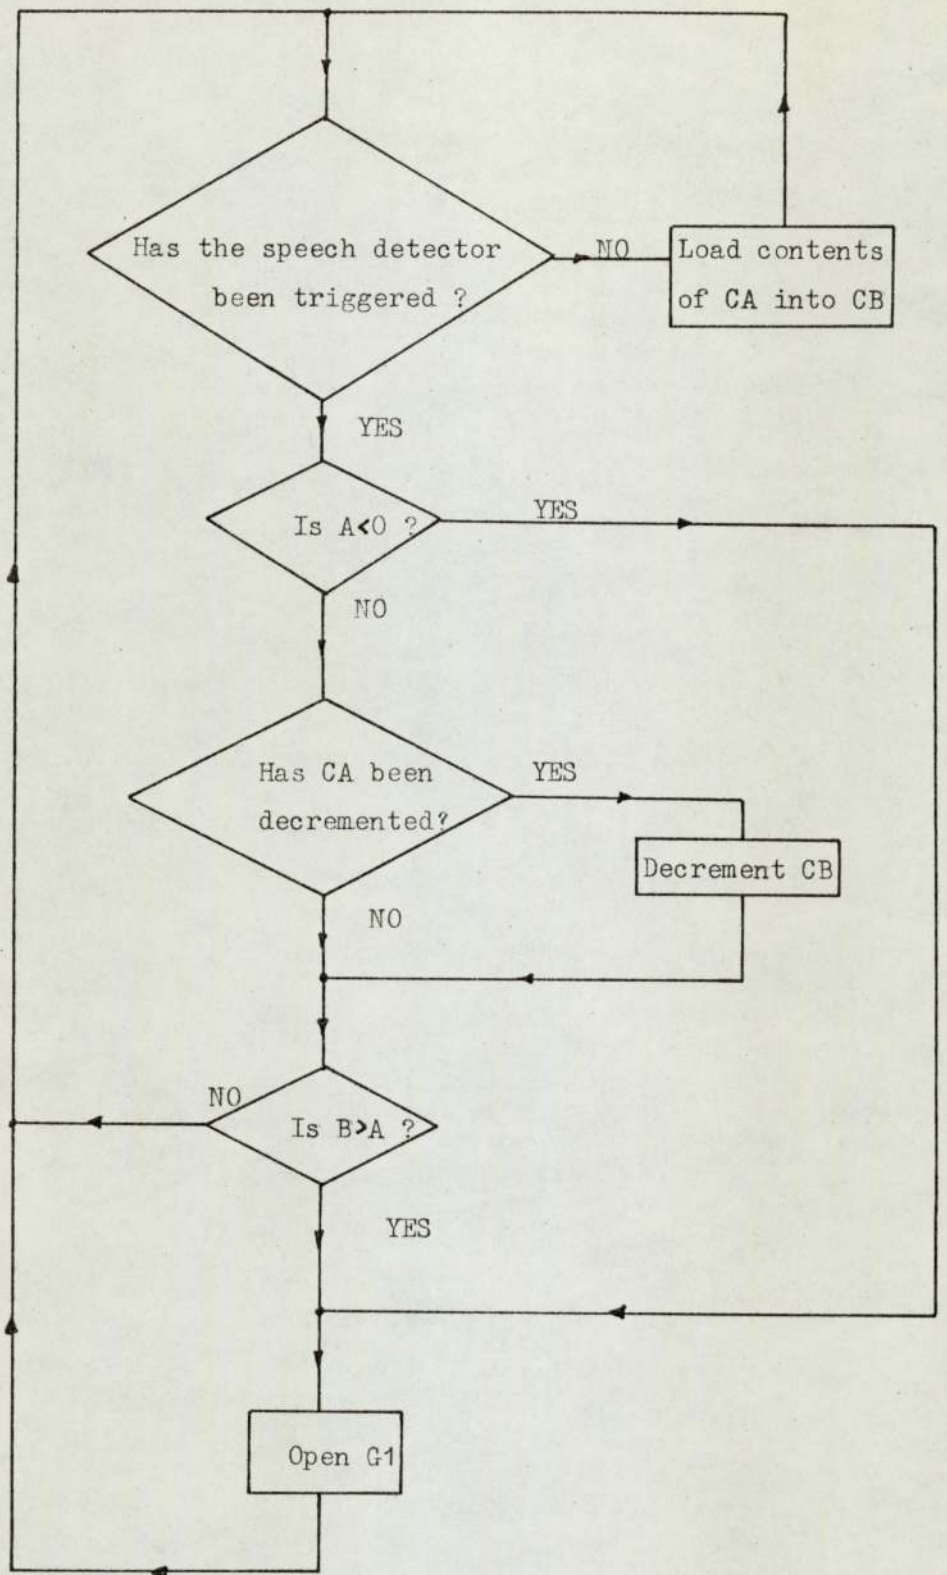 Has the speech detector
been triggered ?
NO
Load contents
of CA into CB
YES
Is A<0 ?
YES
NO
Has CA been
decremented?
YES
Decrement CB
NO
NO
Is B>A ?
YES
Open G1